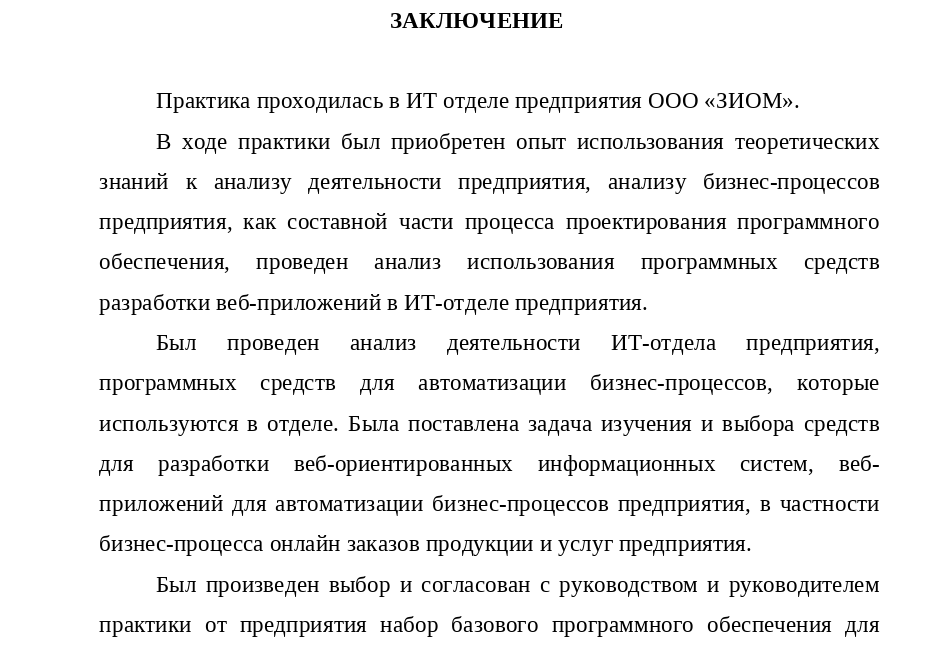 ЗАКЛЮЧЕНИЕ
Практика проходилась в ИТ отделе предприятия ООО «ЗИОМ».
В ходе практики был приобретен опыт использования теоретических
знаний к анализу деятельности предприятия, анализу бизнес-процессов
предприятия, как составной части процесса проектирования программного
обеспечения, проведен анализ использования программных средств
разработки веб-приложений в ИТ-отделе предприятия.
Был проведен анализ деятельности ИТ-отдела предприятия,
программных средств для автоматизации бизнес-процессов, которые
используются в отделе. Была поставлена задача изучения и выбора средств
для разработки веб-ориентированных информационных систем, веб-
приложений для автоматизации бизнес-процессов предприятия, в частности
бизнес-процесса онлайн заказов продукции и услуг предприятия.
Был произведен выбор и согласован с руководством и руководителем
практики от предприятия набор базового программного обеспечения для